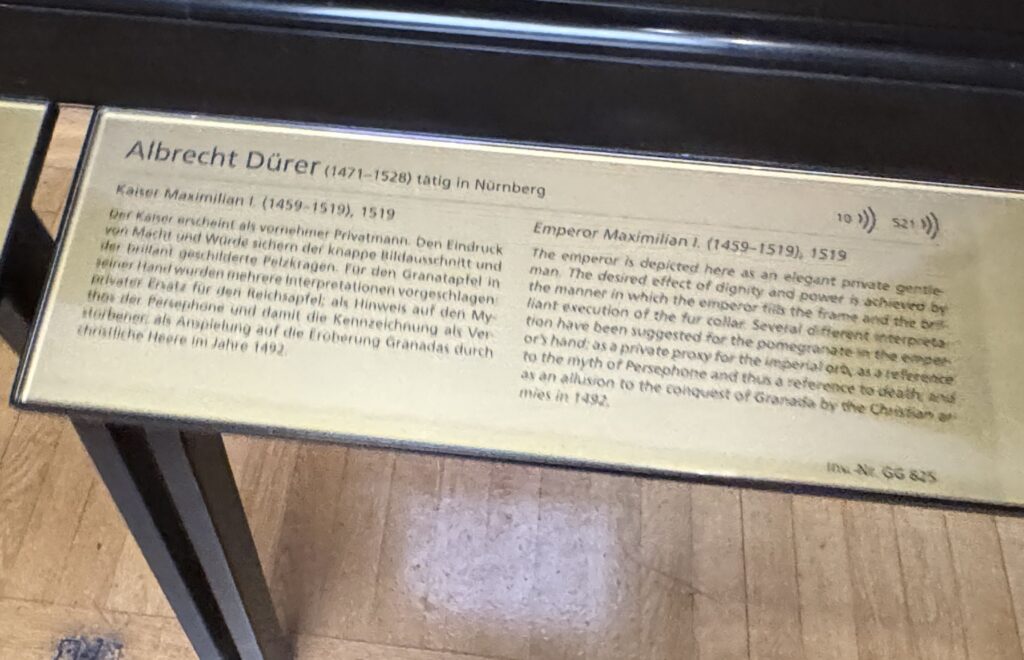 Albrecht Dürer (1471–1528) tätig in Nürnberg
10 521
Kaiser Maximilian I. (1459–1519), 1519
Der Kaiser erscheint als vornehmer Privatmann. Den Eindruck
von Macht und Würde sichern der knappe Bildausschnitt und
der brillant geschilderte Pelzkragen. Für den Granatapfel in
seiner Hand wurden mehrere Interpretationen vorgeschlagen:
privater Ersatz für den Reichsapfel; als Hinweis auf den My-
thos der Persephone und damit die Kennzeichnung als Ver-
storbener; als Anspielung auf die Eroberung Granadas durch
christliche Heere im Jahre 1492.
Emperor Maximilian I. (1459–1519), 1519
The emperor is depicted here as an elegant private gentle-
man. The desired effect of dignity and power is achieved by
the manner in which the emperor fills the frame and the bril-
liant execution of the fur collar. Several different interpreta-
tion have been suggested for the pomegranate in the emper-
or's hand: as a private proxy for the imperial orb, as a reference
to the myth of Persephone and thus a reference to death, and
as an allusion to the conquest of Granada by the Christian ar-
mies in 1492.
Inv.-Nr. GG 825